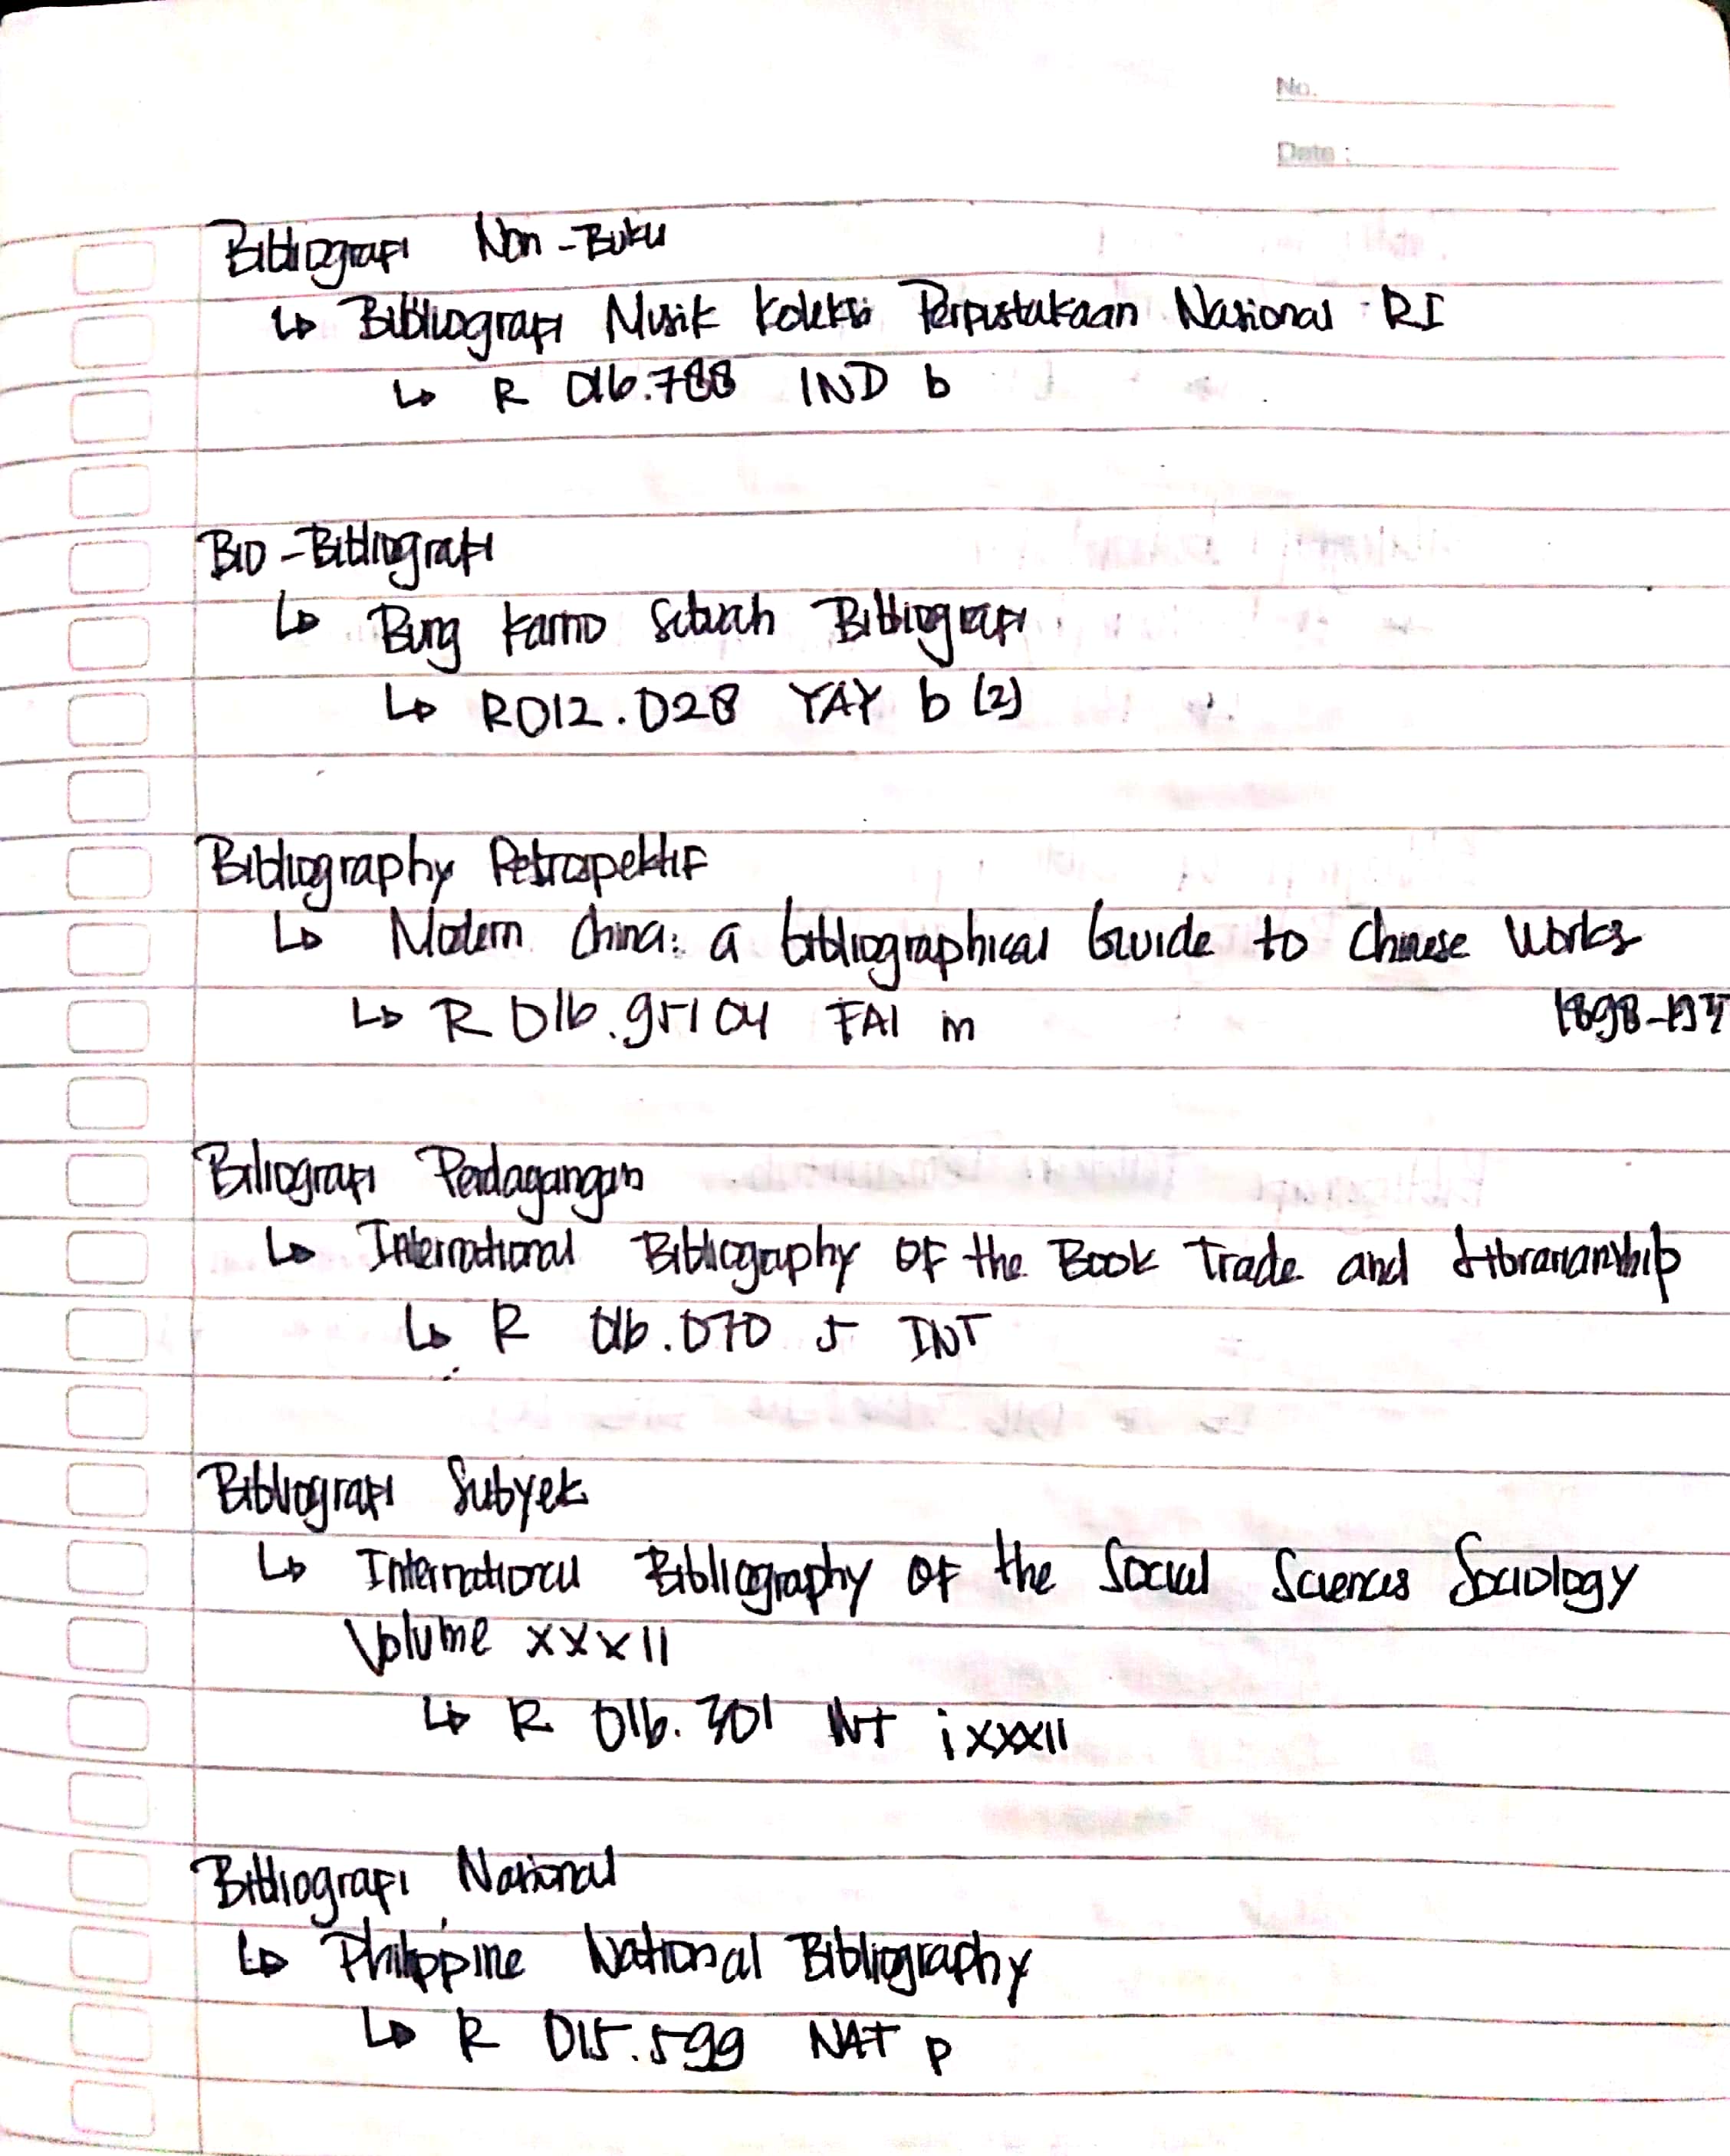 No.
Date :
Bibliografi Non-Buku
↳ Bibliografi Musik Koleksi Perpustakaan Nasional RI
↳ R 016.788 IND b
Bio-Bibliografi
↳ Bung Karno Sebuah Bibliografi
↳ R012.028 YAY b (2)
Bibliography Retrospektif
↳ Modern China: a bibliographical Guide to Chinese Works
↳ R 016.95104 FAI m 1898-1937
Biliografi Perdagangan
↳ International Bibliography OF the Book Trade and Librarianship
↳ R 016.070 5 INT
Bibliografi Subyek
↳ International Bibliography OF the Social Sciences Sociology
Volume XXXII
↳ R 016.301 INT i XXXII
Bibliografi Nasional
↳ Philippine National Bibliography
↳ R 015.599 NAT p